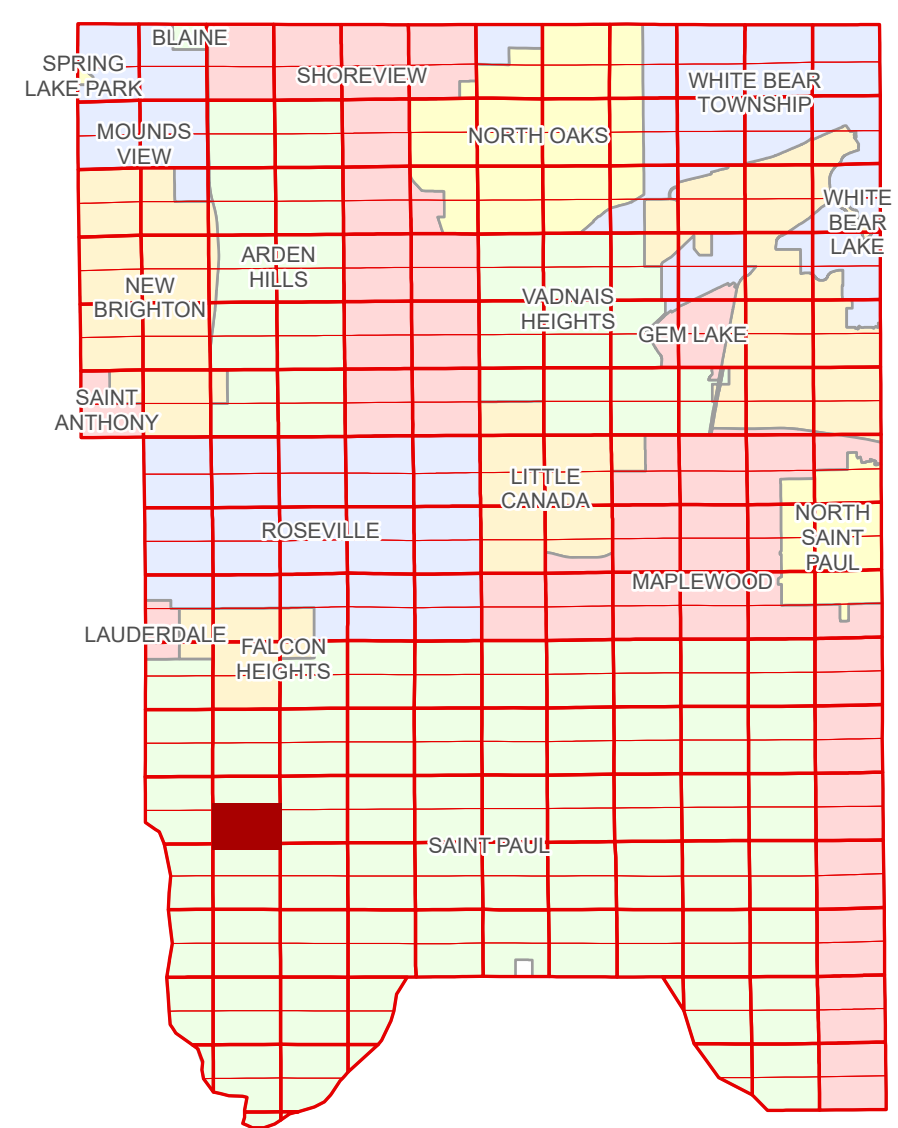 BLAINE
SPRING
LAKE PARK
SHOREVIEW
WHITE BEAR
TOWNSHIP
MOUNDS
VIEW
NORTH OAKS
WHITE
BEAR
LAKE
ARDEN
HILLS
NEW
BRIGHTON
VADNAIS
HEIGHTS
GEM LAKE
SAINT
ANTHONY
LITTLE
CANADA
ROSEVILLE
NORTH
SAINT
PAUL
MAPLEWOOD
LAUDERDALE
FALCON
HEIGHTS
SAINT PAUL